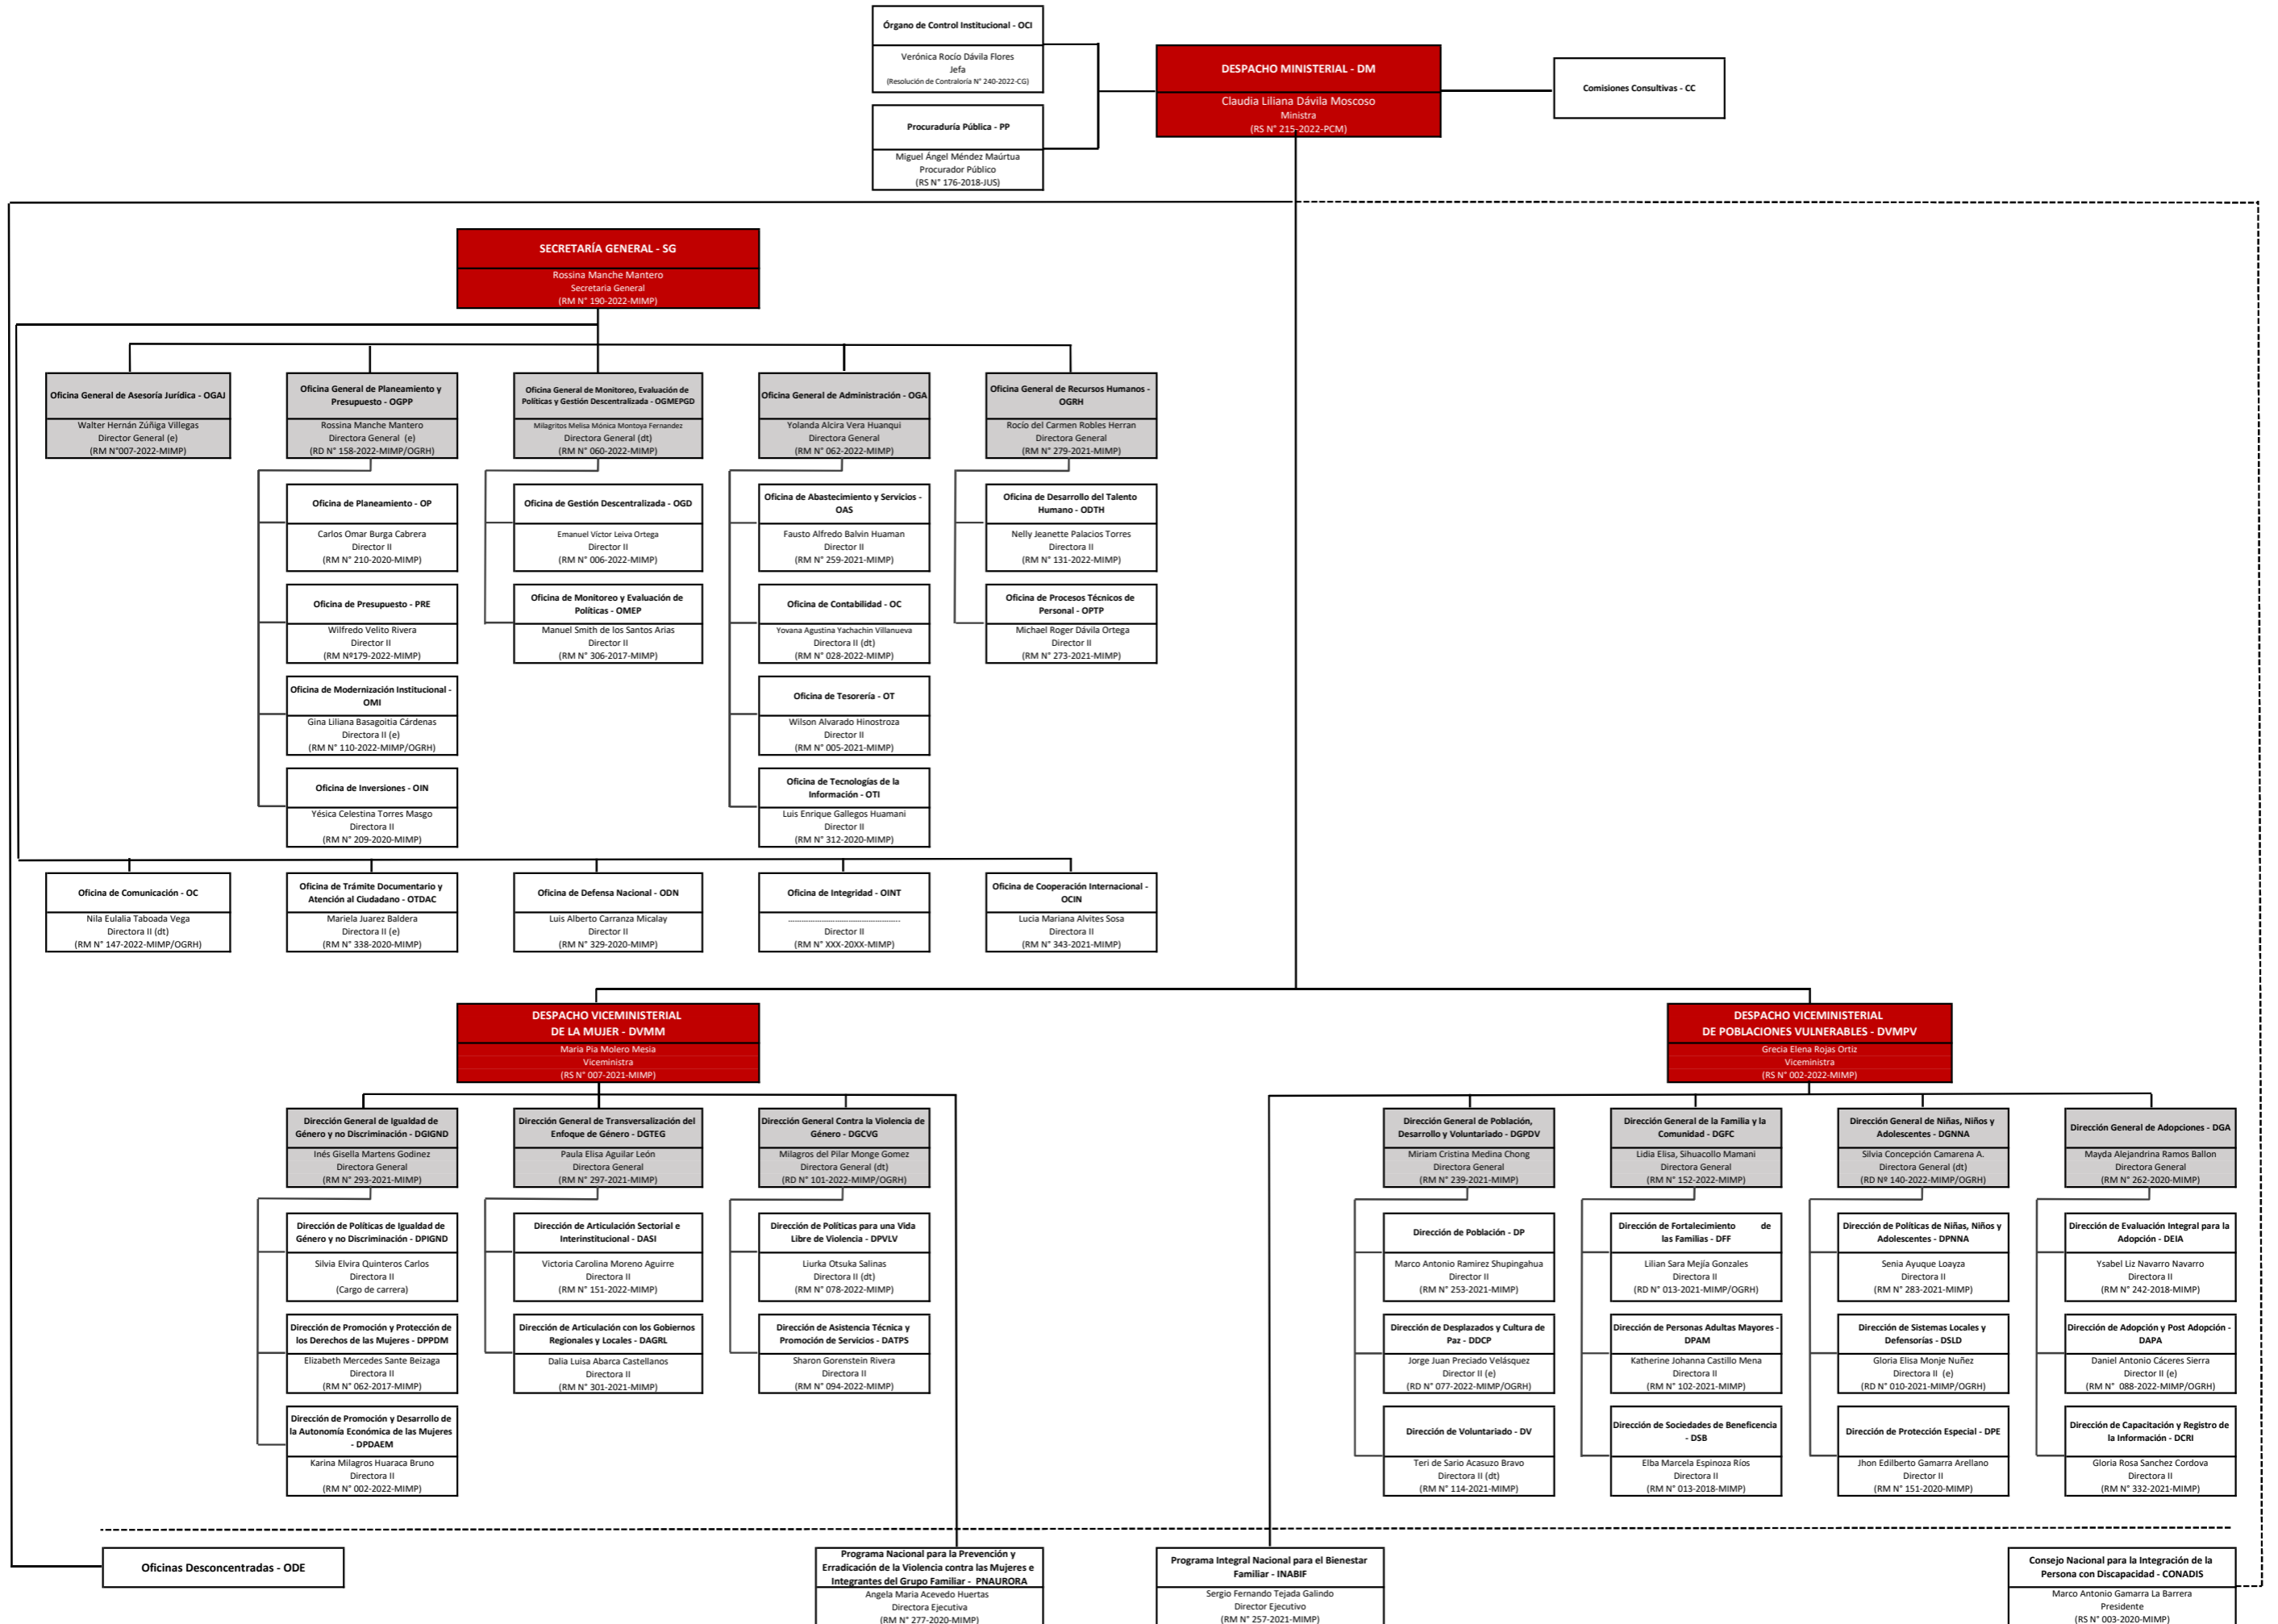 Órgano de Control Institucional - OCI
Verónica Rocío Dávila Flores
Jefa
(Resolución de Contraloría N° 240-2022-CG)
Procuraduría Pública - PP
Miguel Ángel Méndez Maúrtua
Procurador Público
(RS N° 176-2018-JUS)
DESPACHO MINISTERIAL - DM
Claudia Liliana Dávila Moscoso
Ministra
(RS N° 215-2022-PCM)
Comisiones Consultivas - CC
SECRETARÍA GENERAL - SG
Rossina Manche Mantero
Secretaria General
(RM N° 190-2022-MIMP)
Oficina General de Asesoría Jurídica - OGAJ
Walter Hernán Zúñiga Villegas
Director General (e)
(RM N°007-2022-MIMP)
Oficina General de Planeamiento y
Presupuesto - OGPP
Rossina Manche Mantero
Directora General (e)
(RD N° 158-2022-MIMP/OGRH)
Oficina General de Monitoreo, Evaluación de
Políticas y Gestión Descentralizada - OGMEPGD
Milagritos Melisa Mónica Montoya Fernandez
Directora General (dt)
(RM N° 060-2022-MIMP)
Oficina General de Administración - OGA
Yolanda Alcira Vera Huanqui
Directora General
(RM N° 062-2022-MIMP)
Oficina General de Recursos Humanos -
OGRH
Rocío del Carmen Robles Herran
Directora General
(RM N° 279-2021-MIMP)
Oficina de Planeamiento - OP
Carlos Omar Burga Cabrera
Director II
(RM N° 210-2020-MIMP)
Oficina de Gestión Descentralizada - OGD
Emanuel Víctor Leiva Ortega
Director II
(RM N° 006-2022-MIMP)
Oficina de Abastecimiento y Servicios -
OAS
Fausto Alfredo Balvin Huaman
Director II
(RM N° 259-2021-MIMP)
Oficina de Desarrollo del Talento
Humano - ODTH
Nelly Jeanette Palacios Torres
Directora II
(RM N° 131-2022-MIMP)
Oficina de Presupuesto - PRE
Wilfredo Velito Rivera
Director II
(RM Nº179-2022-MIMP)
Oficina de Monitoreo y Evaluación de
Políticas - OMEP
Manuel Smith de los Santos Arias
Director II
(RM N° 306-2017-MIMP)
Oficina de Contabilidad - OC
Yovana Agustina Yachachin Villanueva
Directora II (dt)
(RM N° 028-2022-MIMP)
Oficina de Procesos Técnicos de
Personal - OPTP
Michael Roger Dávila Ortega
Director II
(RM N° 273-2021-MIMP)
Oficina de Modernización Institucional -
OMI
Gina Liliana Basagoitia Cárdenas
Directora II (e)
(RM N° 110-2022-MIMP/OGRH)
Oficina de Tesorería - OT
Wilson Alvarado Hinostroza
Director II
(RM N° 005-2021-MIMP)
Oficina de Inversiones - OIN
Yésica Celestina Torres Masgo
Directora II
(RM N° 209-2020-MIMP)
Oficina de Tecnologías de la
Información - OTI
Luis Enrique Gallegos Huamani
Director II
(RM N° 312-2020-MIMP)
Oficina de Comunicación - OC
Nila Eulalia Taboada Vega
Directora II (dt)
(RM N° 147-2022-MIMP/OGRH)
Oficina de Trámite Documentario y
Atención al Ciudadano - OTDAC
Mariela Juarez Baldera
Directora II (e)
(RM N° 338-2020-MIMP)
Oficina de Defensa Nacional - ODN
Luis Alberto Carranza Micalay
Director II
(RM N° 329-2020-MIMP)
Oficina de Integridad - OINT
..................................................
Director II
(RM N° XXX-20XX-MIMP)
Oficina de Cooperación Internacional -
OCIN
Lucia Mariana Alvites Sosa
Directora II
(RM N° 343-2021-MIMP)
DESPACHO VICEMINISTERIAL
DE LA MUJER - DVMM
Maria Pia Molero Mesia
Viceministra
(RS N° 007-2021-MIMP)
DESPACHO VICEMINISTERIAL
DE POBLACIONES VULNERABLES - DVMPV
Grecia Elena Rojas Ortiz
Viceministra
(RS N° 002-2022-MIMP)
Dirección General de Igualdad de
Género y no Discriminación - DGIGND
Inés Gisella Martens Godinez
Directora General
(RM N° 293-2021-MIMP)
Dirección General de Transversalización del
Enfoque de Género - DGTEG
Paula Elisa Aguilar León
Directora General
(RM N° 297-2021-MIMP)
Dirección General Contra la Violencia de
Género - DGCVG
Milagros del Pilar Monge Gomez
Directora General (dt)
(RD N° 101-2022-MIMP/OGRH)
Dirección General de Población,
Desarrollo y Voluntariado - DGPDV
Miriam Cristina Medina Chong
Directora General
(RM N° 239-2021-MIMP)
Dirección General de la Familia y la
Comunidad - DGFC
Lidia Elisa, Sihuacollo Mamani
Directora General
(RM N° 152-2022-MIMP)
Dirección General de Niñas, Niños y
Adolescentes - DGNNA
Silvia Concepción Camarena A.
Directora General (dt)
(RD Nº 140-2022-MIMP/OGRH)
Dirección General de Adopciones - DGA
Mayda Alejandrina Ramos Ballon
Directora General
(RM N° 262-2020-MIMP)
Dirección de Políticas de Igualdad de
Género y no Discriminación - DPIGND
Silvia Elvira Quinteros Carlos
Directora II
(Cargo de carrera)
Dirección de Articulación Sectorial e
Interinstitucional - DASI
Victoria Carolina Moreno Aguirre
Directora II
(RM N° 151-2022-MIMP)
Dirección de Políticas para una Vida
Libre de Violencia - DPVLV
Liurka Otsuka Salinas
Directora II (dt)
(RM N° 078-2022-MIMP)
Dirección de Población - DP
Marco Antonio Ramirez Shupingahua
Director II
(RM N° 253-2021-MIMP)
Dirección de Fortalecimiento de
las Familias - DFF
Lilian Sara Mejía Gonzales
Directora II
(RD N° 013-2021-MIMP/OGRH)
Dirección de Políticas de Niñas, Niños y
Adolescentes - DPNNA
Senia Ayuque Loayza
Directora II
(RM N° 283-2021-MIMP)
Dirección de Evaluación Integral para la
Adopción - DEIA
Ysabel Liz Navarro Navarro
Directora II
(RM N° 242-2018-MIMP)
Dirección de Promoción y Protección de
los Derechos de las Mujeres - DPPDM
Elizabeth Mercedes Sante Beizaga
Directora II
(RM N° 062-2017-MIMP)
Dirección de Articulación con los Gobiernos
Regionales y Locales - DAGRL
Dalia Luisa Abarca Castellanos
Directora II
(RM N° 301-2021-MIMP)
Dirección de Asistencia Técnica y
Promoción de Servicios - DATPS
Sharon Gorenstein Rivera
Directora II
(RM N° 094-2022-MIMP)
Dirección de Desplazados y Cultura de
Paz - DDCP
Jorge Juan Preciado Velásquez
Director II (e)
(RD N° 077-2022-MIMP/OGRH)
Dirección de Personas Adultas Mayores -
DPAM
Katherine Johanna Castillo Mena
Directora II
(RM N° 102-2021-MIMP)
Dirección de Sistemas Locales y
Defensorías - DSLD
Gloria Elisa Monje Nuñez
Directora II (e)
(RD N° 010-2021-MIMP/OGRH)
Dirección de Adopción y Post Adopción -
DAPA
Daniel Antonio Cáceres Sierra
Director II (e)
(RM N° 088-2022-MIMP/OGRH)
Dirección de Promoción y Desarrollo de
la Autonomía Económica de las Mujeres
- DPDAEM
Karina Milagros Huaraca Bruno
Directora II
(RM N° 002-2022-MIMP)
Dirección de Voluntariado - DV
Teri de Sario Acasuzo Bravo
Directora II (dt)
(RM N° 114-2021-MIMP)
Dirección de Sociedades de Beneficencia
- DSB
Elba Marcela Espinoza Ríos
Directora II
(RM N° 013-2018-MIMP)
Dirección de Protección Especial - DPE
Jhon Edilberto Gamarra Arellano
Director II
(RM N° 151-2020-MIMP)
Dirección de Capacitación y Registro de
la Información - DCRI
Gloria Rosa Sanchez Cordova
Directora II
(RM N° 332-2021-MIMP)
Oficinas Desconcentradas - ODE
Programa Nacional para la Prevención y
Erradicación de la Violencia contra las Mujeres e
Integrantes del Grupo Familiar - PNAURORA
Angela Maria Acevedo Huertas
Directora Ejecutiva
(RM N° 277-2020-MIMP)
Programa Integral Nacional para el Bienestar
Familiar - INABIF
Sergio Fernando Tejada Galindo
Director Ejecutivo
(RM N° 257-2021-MIMP)
Consejo Nacional para la Integración de la
Persona con Discapacidad - CONADIS
Marco Antonio Gamarra La Barrera
Presidente
(RS N° 003-2020-MIMP)